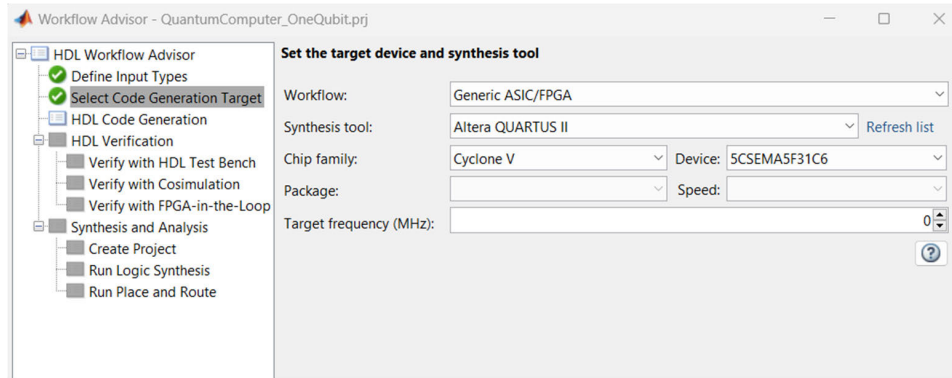 Workflow Advisor - QuantumComputer_OneQubit.prj
HDL Workflow Advisor
Define Input Types
Select Code Generation Target
HDL Code Generation
HDL Verification
Verify with HDL Test Bench
Verify with Cosimulation
Verify with FPGA-in-the-Loop
Synthesis and Analysis
Create Project
Run Logic Synthesis
Run Place and Route
Set the target device and synthesis tool
Workflow: Generic ASIC/FPGA
Synthesis tool: Altera QUARTUS II Refresh list
Chip family: Cyclone V Device: 5CSEMA5F31C6
Package: Speed:
Target frequency (MHz): 0
?